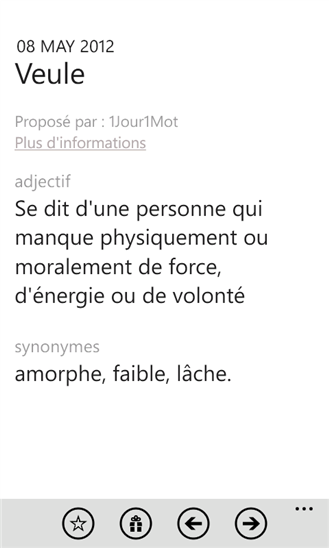 08 MAY 2012
Veule
Proposé par : 1Jour1Mot
Plus d'informations
adjectif
Se dit d'une personne qui
manque physiquement ou
moralement de force,
d'énergie ou de volonté
synonymes
amorphe, faible, lâche.